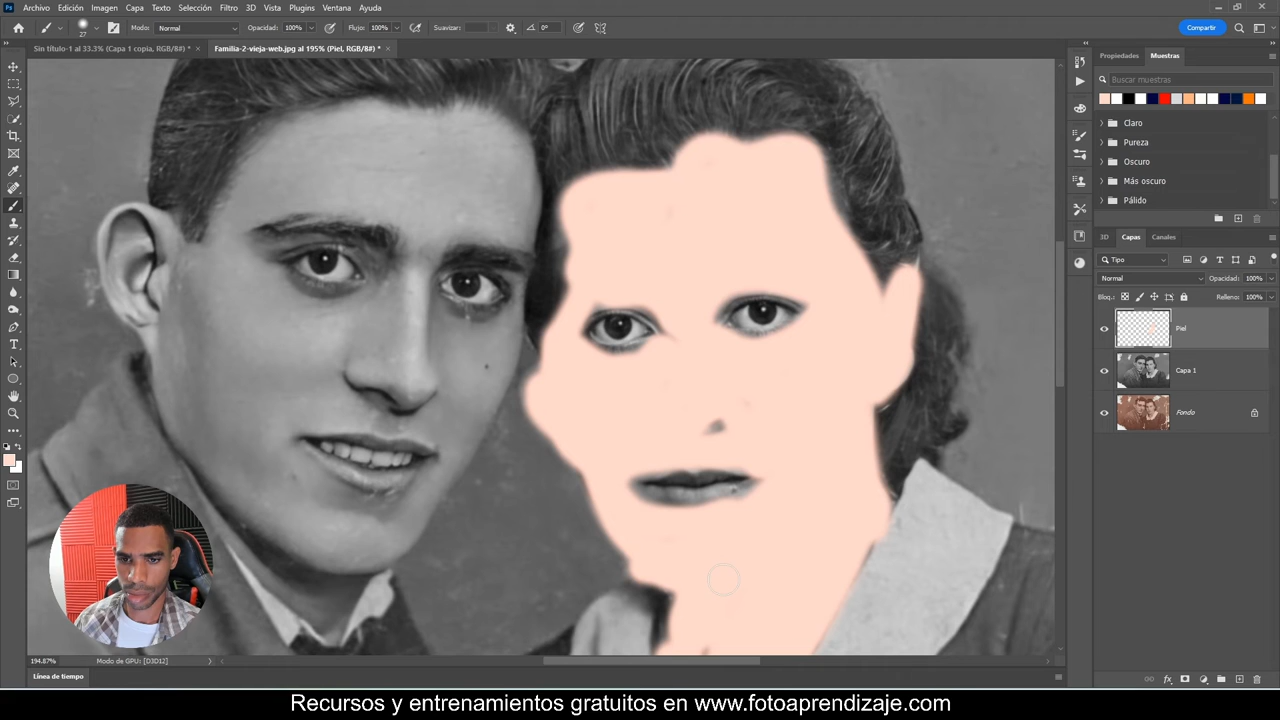 Archivo Edición Imagen Capa Texto Selección Filtro 3D Vista Plugins Ventana Ayuda
27 Modo: Normal Opacidad: 100% Flujo: 100% Suavizar: 0° Compartir
Sin título-1 al 33.3% (Capa 1 copia, RGB/8#) * × Familia-2-vieja-web.jpg al 195% (Piel, RGB/8#) * ×
Propiedades Muestras
Buscar muestras
Claro
Pureza
Oscuro
Más oscuro
Pálido
3D Capas Canales
Tipo
Normal Opacidad: 100%
Bloq.: Relleno: 100%
Piel
Capa 1
Fondo
194.87% Modo de GPU: [D3D12]
Línea de tiempo
Recursos y entrenamientos gratuitos en www.fotoaprendizaje.com